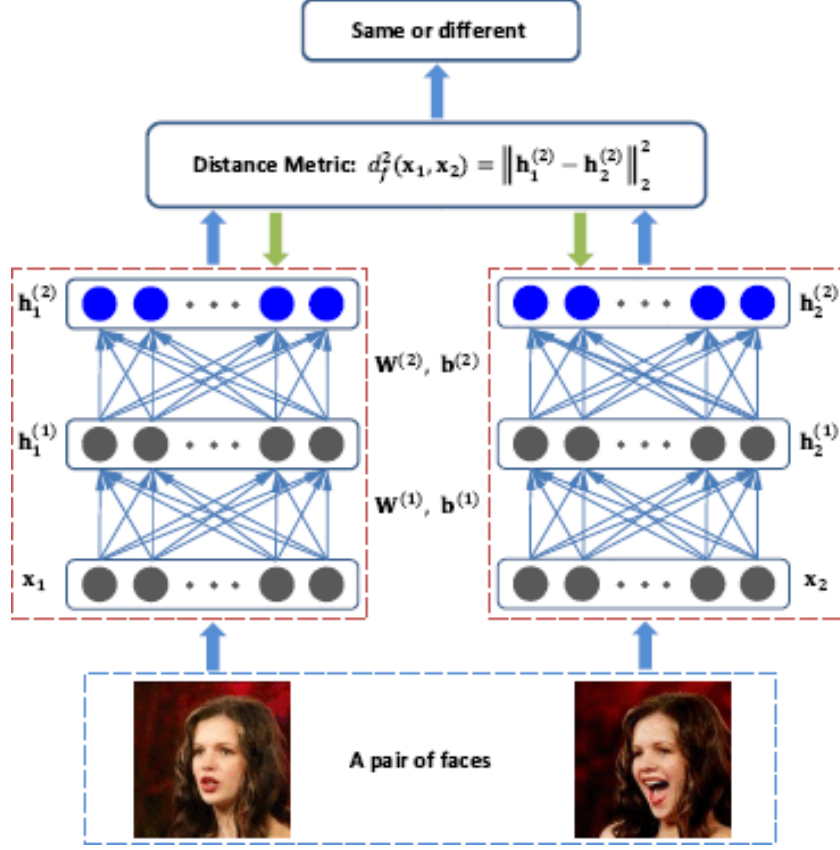 Same or different
Distance Metric: d_f^2(x_1, x_2) = ‖h_1^{(2)} − h_2^{(2)}‖_2^2
h_1^{(2)}
h_2^{(2)}
W^{(2)}, b^{(2)}
h_1^{(1)}
h_2^{(1)}
W^{(1)}, b^{(1)}
x_1
x_2
A pair of faces